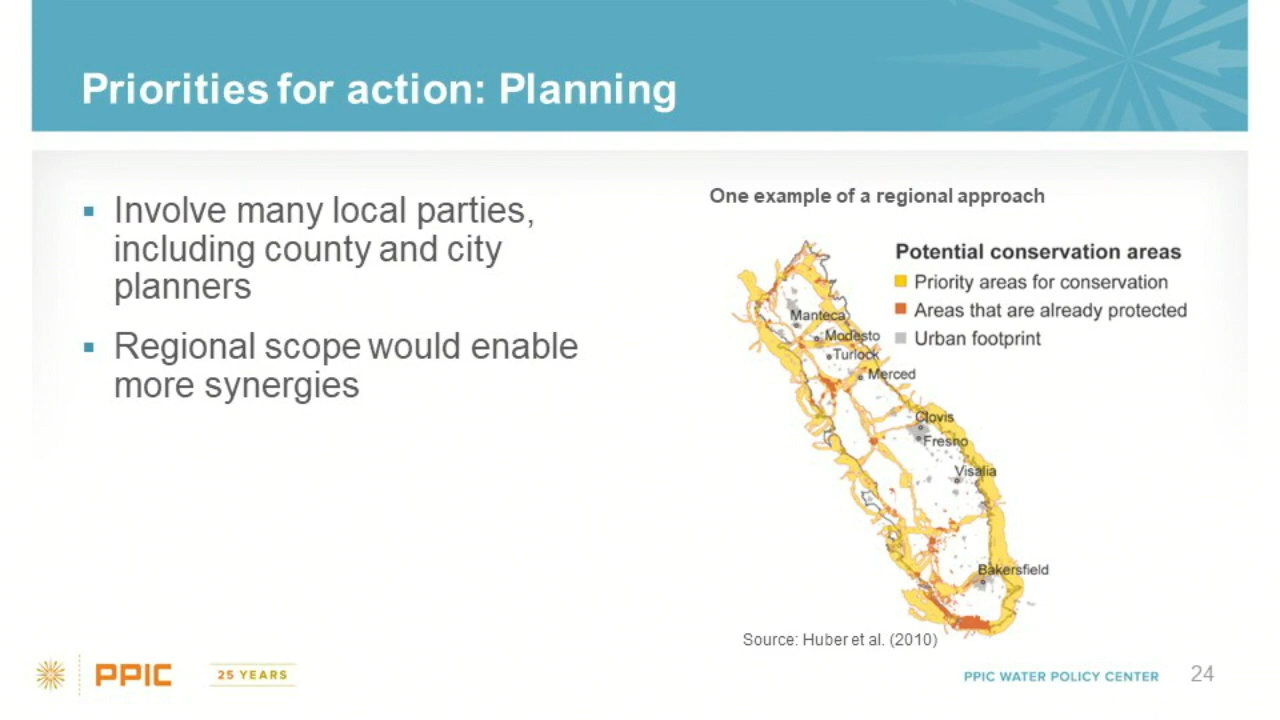 Priorities for action: Planning
Involve many local parties,
including county and city
planners
Regional scope would enable
more synergies
One example of a regional approach
Potential conservation areas
Priority areas for conservation
Areas that are already protected
Urban footprint
Manteca
Modesto
Turlock
Merced
Clovis
Fresno
Visalia
Bakersfield
Source: Huber et al. (2010)
PPIC
25 YEARS
PPIC WATER POLICY CENTER
24